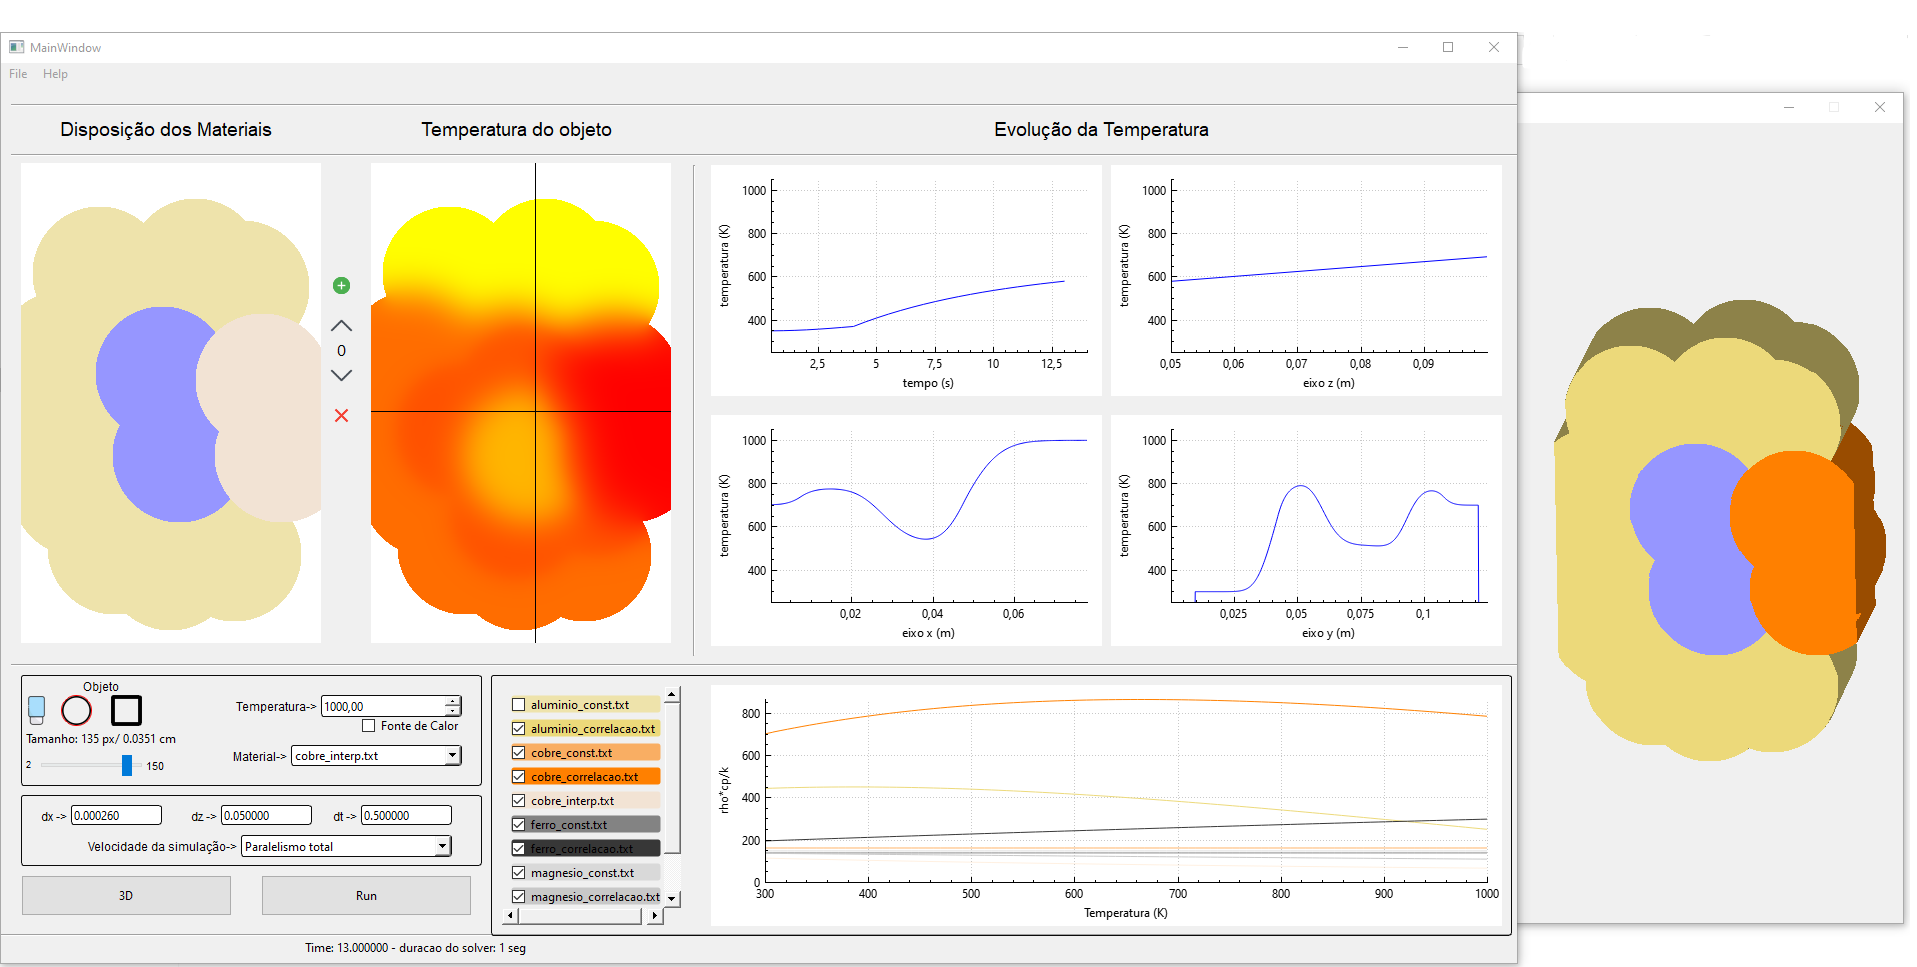 MainWindow
File Help
Disposição dos Materiais
Temperatura do objeto
Evolução da Temperatura
0
temperatura (K)
1000
800
600
400
2,5 5 7,5 10 12,5
tempo (s)
temperatura (K)
1000
800
600
400
0,05 0,06 0,07 0,08 0,09
eixo z (m)
temperatura (K)
1000
800
600
400
0,02 0,04 0,06
eixo x (m)
temperatura (K)
1000
800
600
400
0,025 0,05 0,075 0,1
eixo y (m)
Objeto
Tamanho: 135 px/ 0.0351 cm
2 150
Temperatura-> 1000,00
Fonte de Calor
Material-> cobre_interp.txt
dx -> 0.000260 dz -> 0.050000 dt -> 0.500000
Velocidade da simulação-> Paralelismo total
3D Run
aluminio_const.txt
aluminio_correlacao.txt
cobre_const.txt
cobre_correlacao.txt
cobre_interp.txt
ferro_const.txt
ferro_correlacao.txt
magnesio_const.txt
magnesio_correlacao.txt
rho*cp/k
800
600
400
200
0
300 400 500 600 700 800 900 1000
Temperatura (K)
Time: 13.000000 - duracao do solver: 1 seg